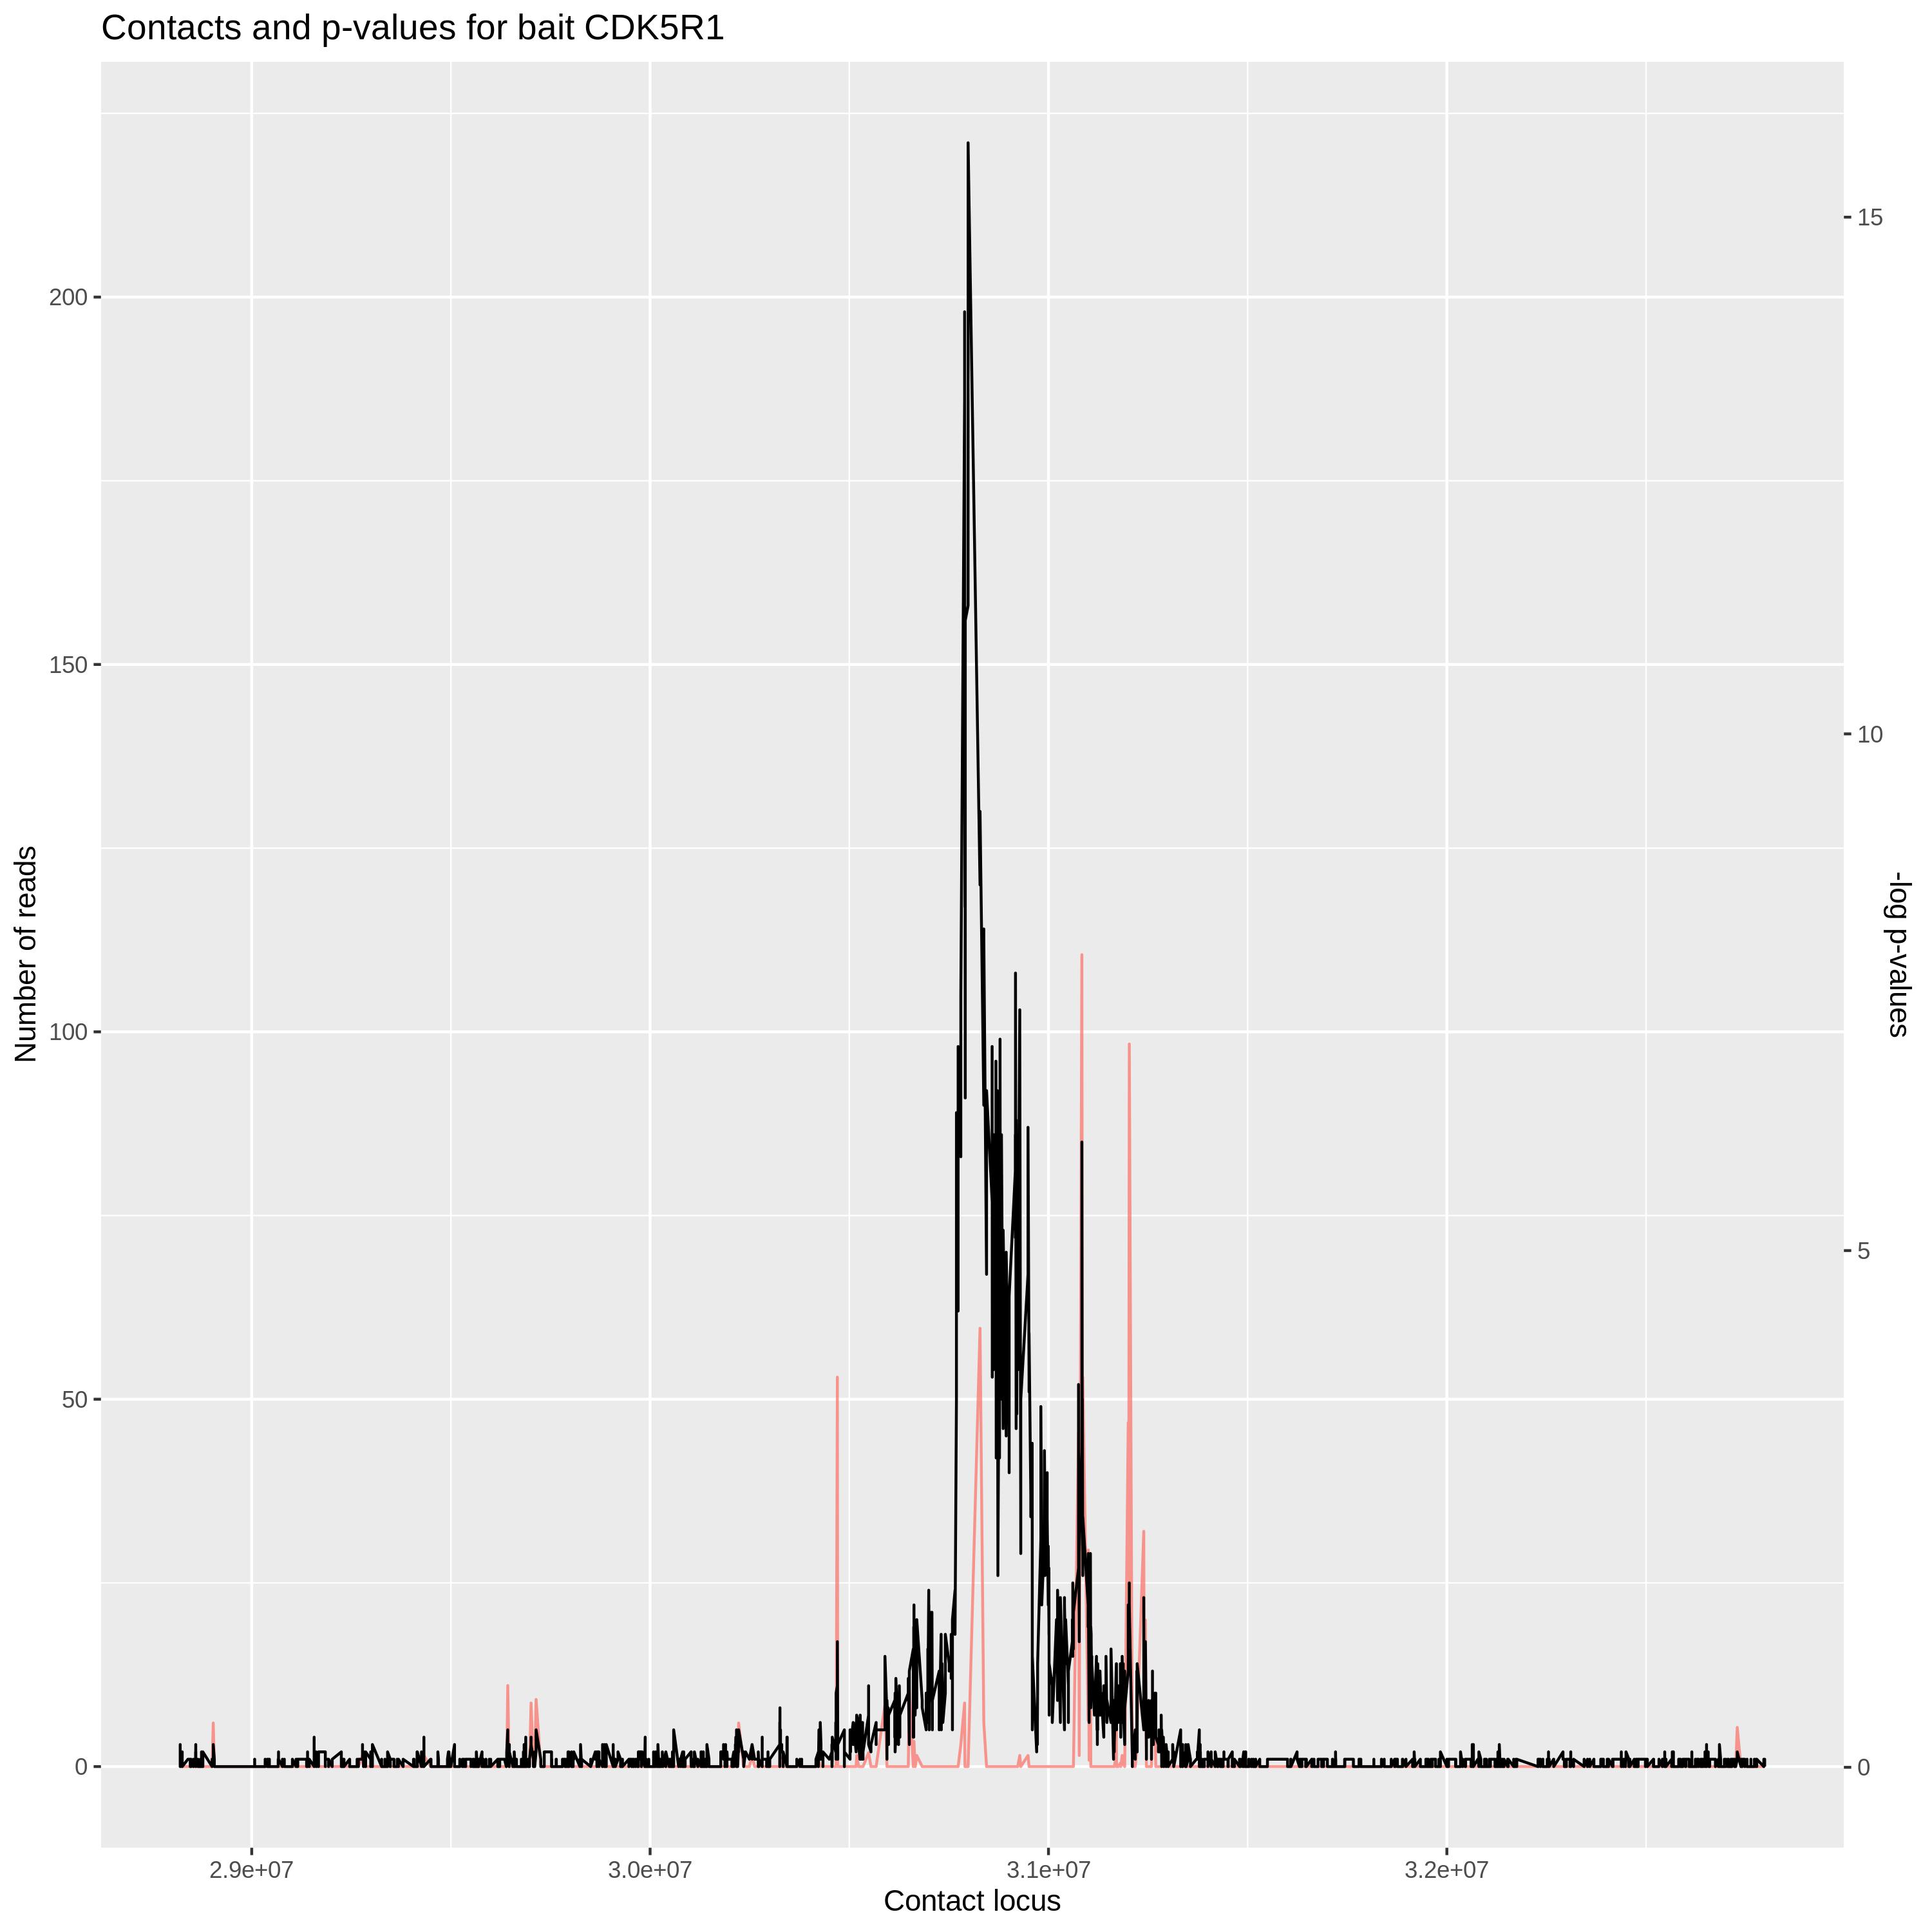 Contacts and p-values for bait CDK5R1
Number of reads
200
150
100
50
0
15
10
5
0
-log p-values
2.9e+07
3.0e+07
3.1e+07
3.2e+07
Contact locus